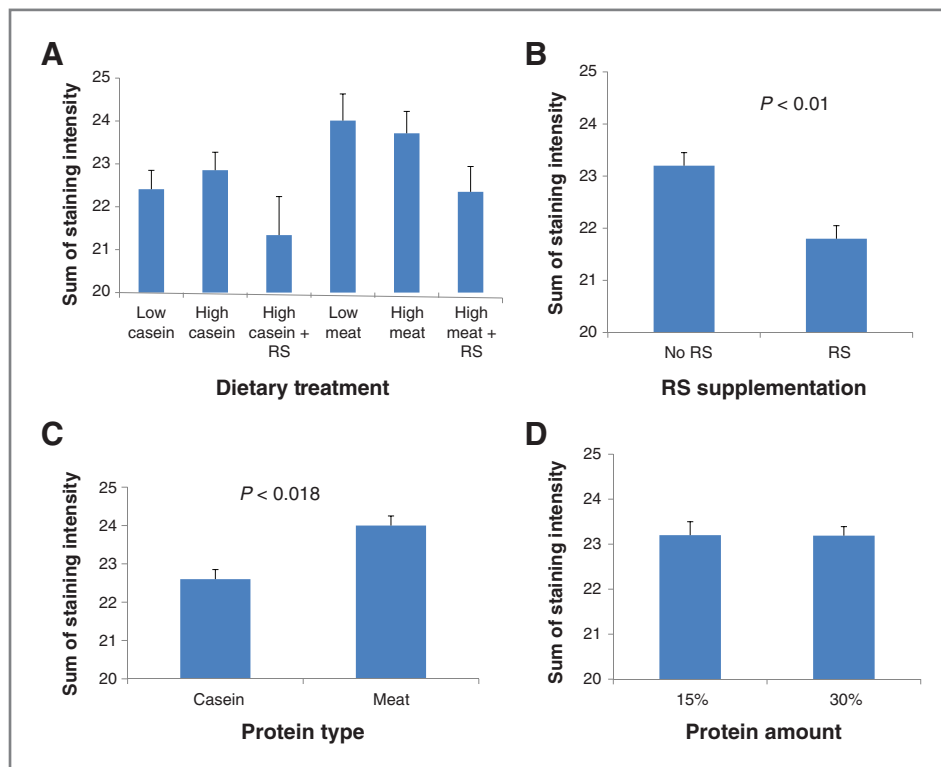 A
Sum of staining intensity
25
24
23
22
21
20
Low
casein
High
casein
High
casein +
RS
Low
meat
High
meat
High
meat +
RS
Dietary treatment
B
Sum of staining intensity
25
24
23
22
21
20
P < 0.01
No RS
RS
RS supplementation
C
Sum of staining intensity
25
24
23
22
21
20
P < 0.018
Casein
Meat
Protein type
D
Sum of staining intensity
25
24
23
22
21
20
15%
30%
Protein amount